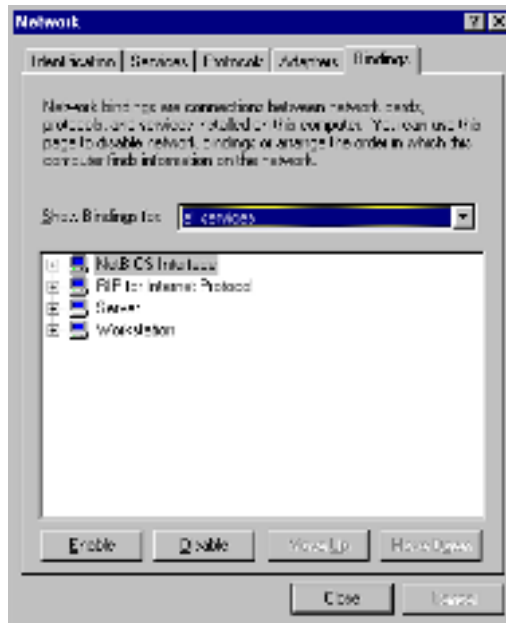 Network
Identification Services Protocols Adapters Bindings
Network bindings are connections between network cards,
protocols, and services installed on this computer. You can use this
page to disable network bindings or arrange the order in which this
computer finds information on the network.
Show Bindings for: all services
NetBIOS Interface
RIP for Internet Protocol
Server
Workstation
Enable Disable Move Up Move Down
Close Cancel